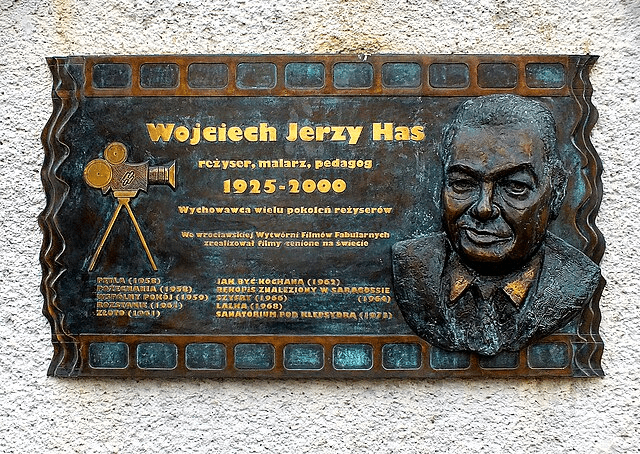 Wojciech Jerzy Has
reżyser, malarz, pedagog
1925-2000
Wychowawca wielu pokoleń reżyserów
We wrocławskiej Wytwórni Filmów Fabularnych
zrealizował filmy cenione na świecie
PĘTLA (1958)
POŻEGNANIA (1958)
WSPÓLNY POKÓJ (1959)
ROZSTANIE (1961)
ZŁOTO (1961)
JAK BYĆ KOCHANĄ (1962)
RĘKOPIS ZNALEZIONY W SARAGOSSIE
SZYFRY (1966) (1964)
LALKA (1968)
SANATORIUM POD KLEPSYDRĄ (1973)